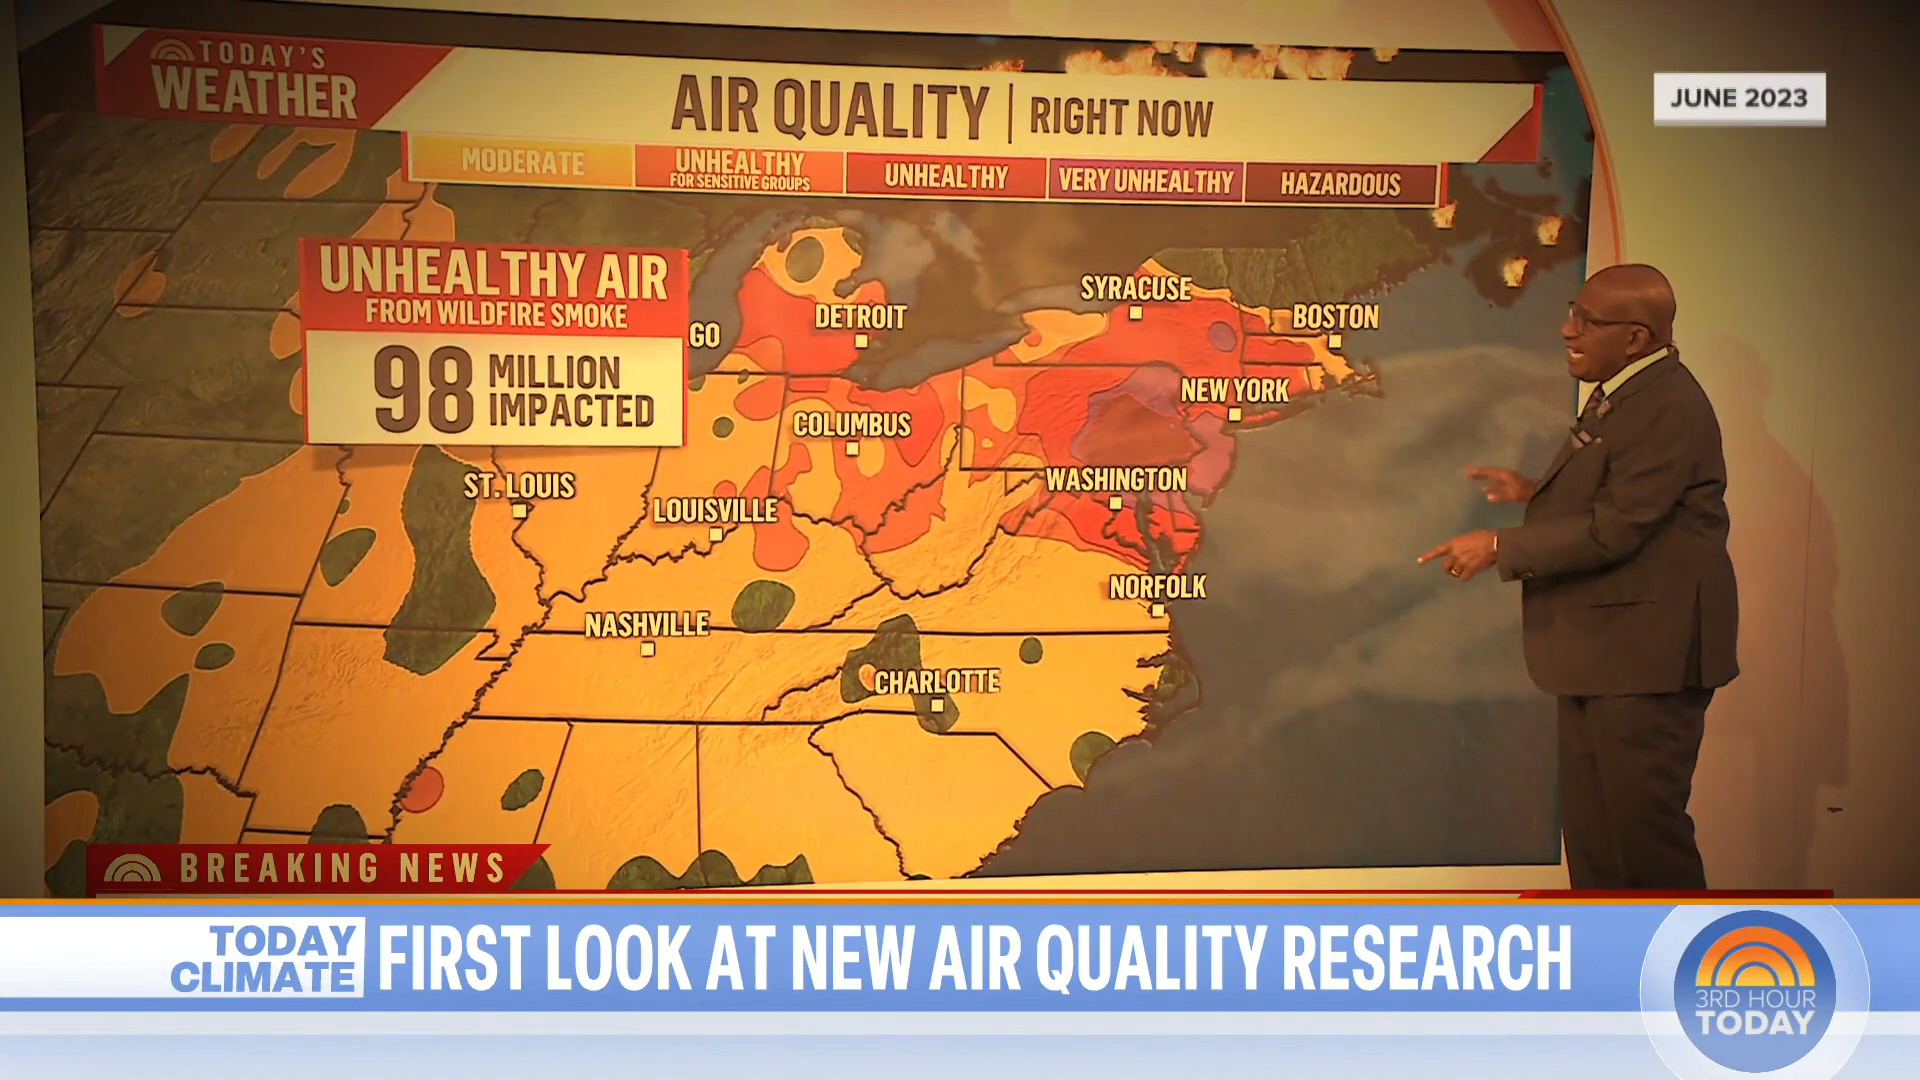 TODAY'S
WEATHER
AIR QUALITY | RIGHT NOW
JUNE 2023
MODERATE
UNHEALTHY
FOR SENSITIVE GROUPS
UNHEALTHY
VERY UNHEALTHY
HAZARDOUS
UNHEALTHY AIR
FROM WILDFIRE SMOKE
98 MILLION
IMPACTED
GO
DETROIT
SYRACUSE
BOSTON
NEW YORK
COLUMBUS
WASHINGTON
ST. LOUIS
LOUISVILLE
NORFOLK
NASHVILLE
CHARLOTTE
BREAKING NEWS
TODAY
CLIMATE
FIRST LOOK AT NEW AIR QUALITY RESEARCH
3RD HOUR
TODAY